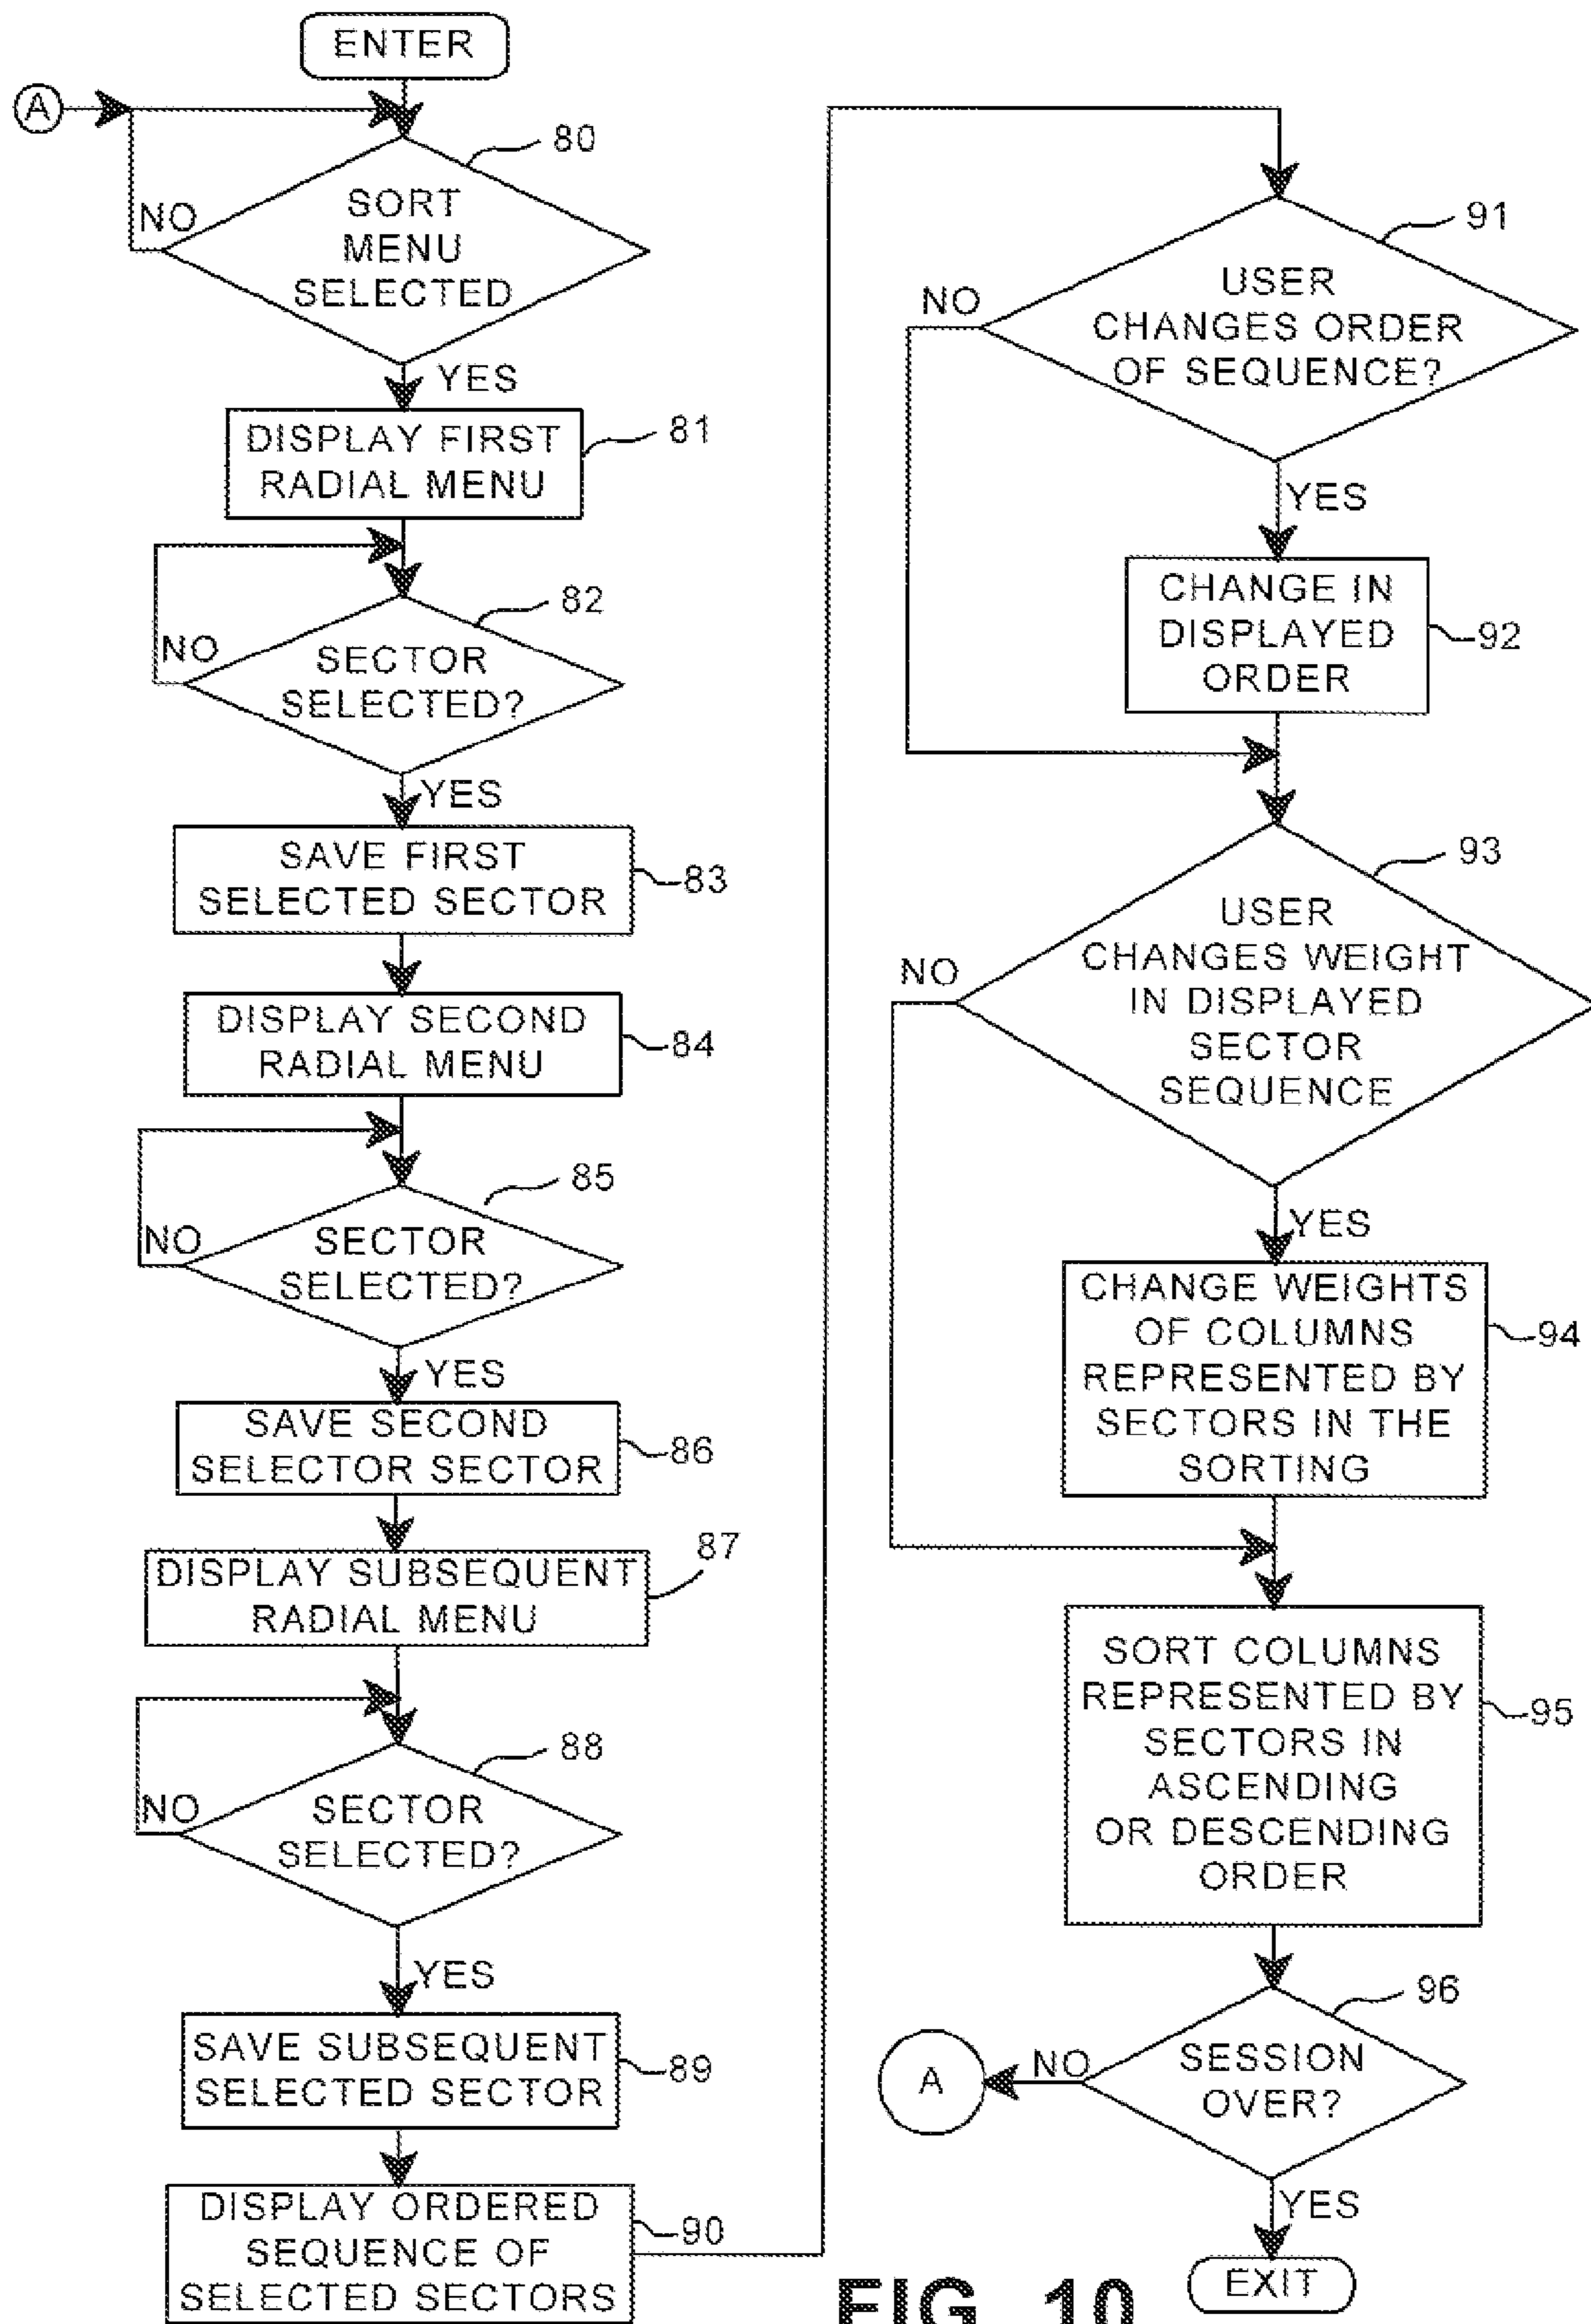 ENTER
A
80
NO
SORT
MENU
SELECTED
YES
DISPLAY FIRST
RADIAL MENU
81
82
NO
SECTOR
SELECTED?
YES
SAVE FIRST
SELECTED SECTOR
83
DISPLAY SECOND
RADIAL MENU
84
85
NO
SECTOR
SELECTED?
YES
SAVE SECOND
SELECTOR SECTOR
86
87
DISPLAY SUBSEQUENT
RADIAL MENU
88
NO
SECTOR
SELECTED?
YES
SAVE SUBSEQUENT
SELECTED SECTOR
89
DISPLAY ORDERED
SEQUENCE OF
SELECTED SECTORS
90
91
NO
USER
CHANGES ORDER
OF SEQUENCE?
YES
CHANGE IN
DISPLAYED
ORDER
92
93
NO
USER
CHANGES WEIGHT
IN DISPLAYED
SECTOR
SEQUENCE
YES
CHANGE WEIGHTS
OF COLUMNS
REPRESENTED BY
SECTORS IN THE
SORTING
94
SORT COLUMNS
REPRESENTED BY
SECTORS IN
ASCENDING
OR DESCENDING
ORDER
95
96
A
NO
SESSION
OVER?
YES
EXIT
FIG. 10